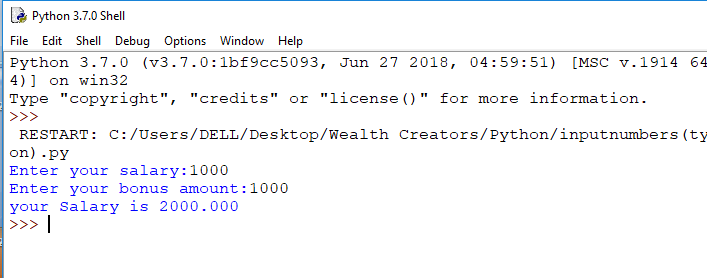 Python 3.7.0 Shell
File Edit Shell Debug Options Window Help
Python 3.7.0 (v3.7.0:1bf9cc5093, Jun 27 2018, 04:59:51) [MSC v.1914 64
4)] on win32
Type "copyright", "credits" or "license()" for more information.
>>>
RESTART: C:/Users/DELL/Desktop/Wealth Creators/Python/inputnumbers(ty
on).py
Enter your salary:1000
Enter your bonus amount:1000
your Salary is 2000.000
>>>